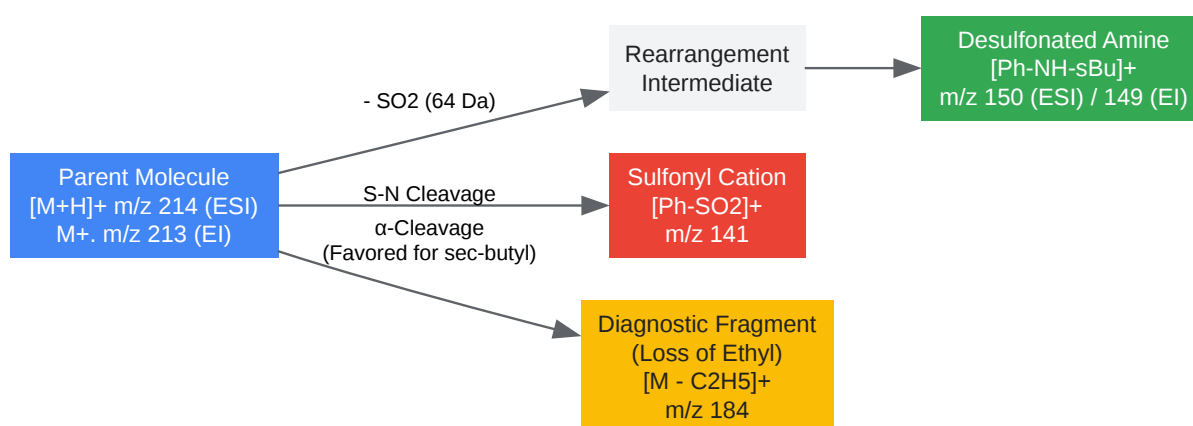 Parent Molecule
[M+H]+ m/z 214 (ESI)
M+. m/z 213 (EI)
- SO2 (64 Da)
Rearrangement
Intermediate
Desulfonated Amine
[Ph-NH-sBu]+
m/z 150 (ESI) / 149 (EI)
S-N Cleavage
Sulfonyl Cation
[Ph-SO2]+
m/z 141
α-Cleavage
(Favored for sec-butyl)
Diagnostic Fragment
(Loss of Ethyl)
[M - C2H5]+
m/z 184